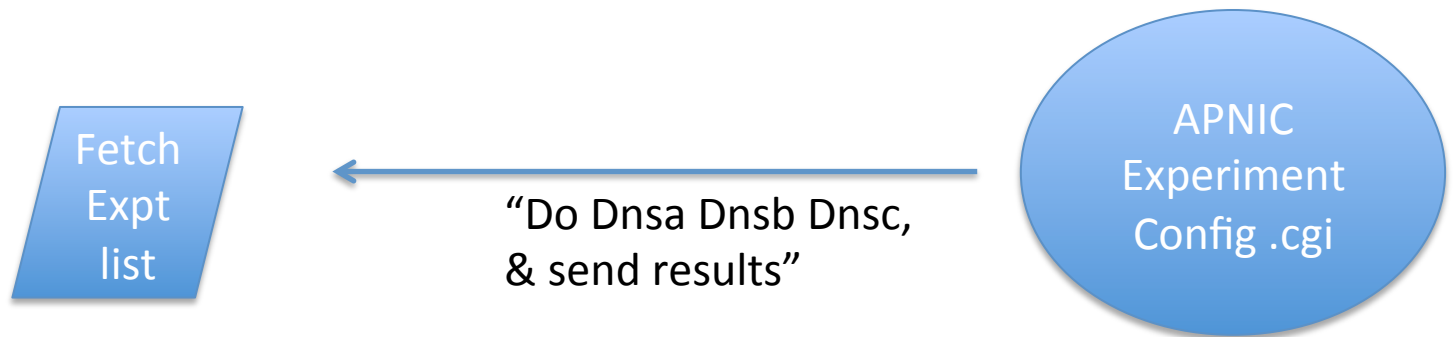 Fetch
Expt
list
“Do Dnsa Dnsb Dnsc,
& send results”
APNIC
Experiment
Config .cgi